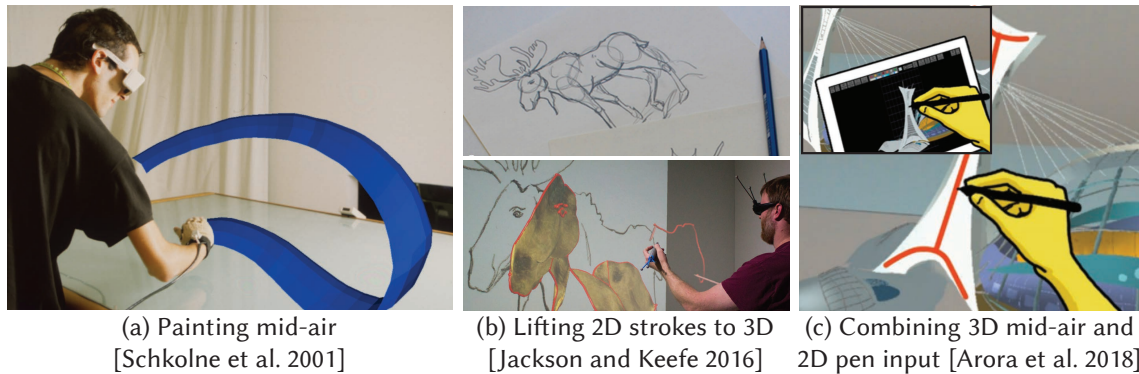 (a) Painting mid-air
[Schkolne et al. 2001]
(b) Lifting 2D strokes to 3D
[Jackson and Keefe 2016]
(c) Combining 3D mid-air and
2D pen input [Arora et al. 2018]